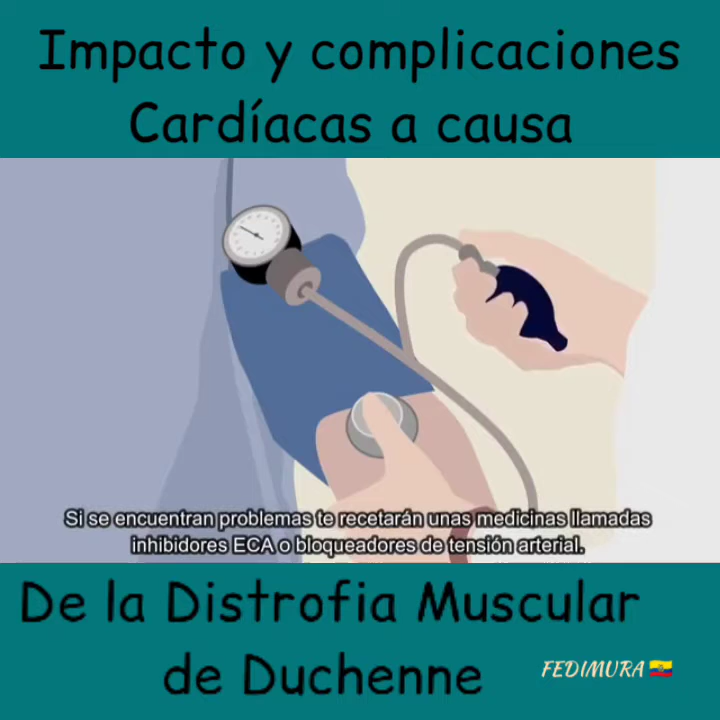 Impacto y complicaciones
Cardíacas a causa
Si se encuentran problemas te recetarán unas medicinas llamadas
inhibidores ECA o bloqueadores de tensión arterial.
De la Distrofia Muscular
de Duchenne
FEDIMURA